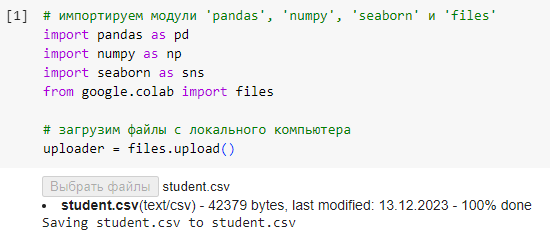 [1] # импортируем модули 'pandas', 'numpy', 'seaborn' и 'files'
import pandas as pd
import numpy as np
import seaborn as sns
from google.colab import files
# загрузим файлы с локального компьютера
uploader = files.upload()
Выбрать файлы student.csv
• student.csv(text/csv) - 42379 bytes, last modified: 13.12.2023 - 100% done
Saving student.csv to student.csv